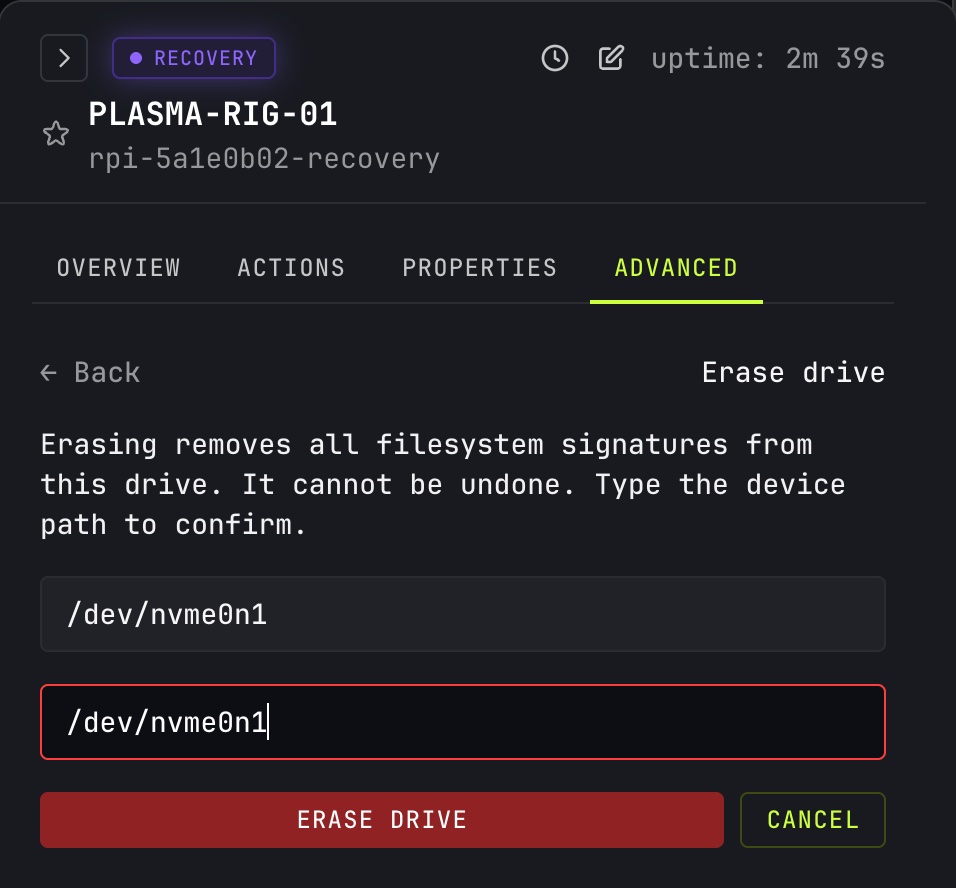 RECOVERY
uptime: 2m 39s
PLASMA-RIG-01
rpi-5a1e0b02-recovery
OVERVIEW ACTIONS PROPERTIES ADVANCED
← Back Erase drive
Erasing removes all filesystem signatures from
this drive. It cannot be undone. Type the device
path to confirm.
/dev/nvme0n1
/dev/nvme0n1
ERASE DRIVE CANCEL